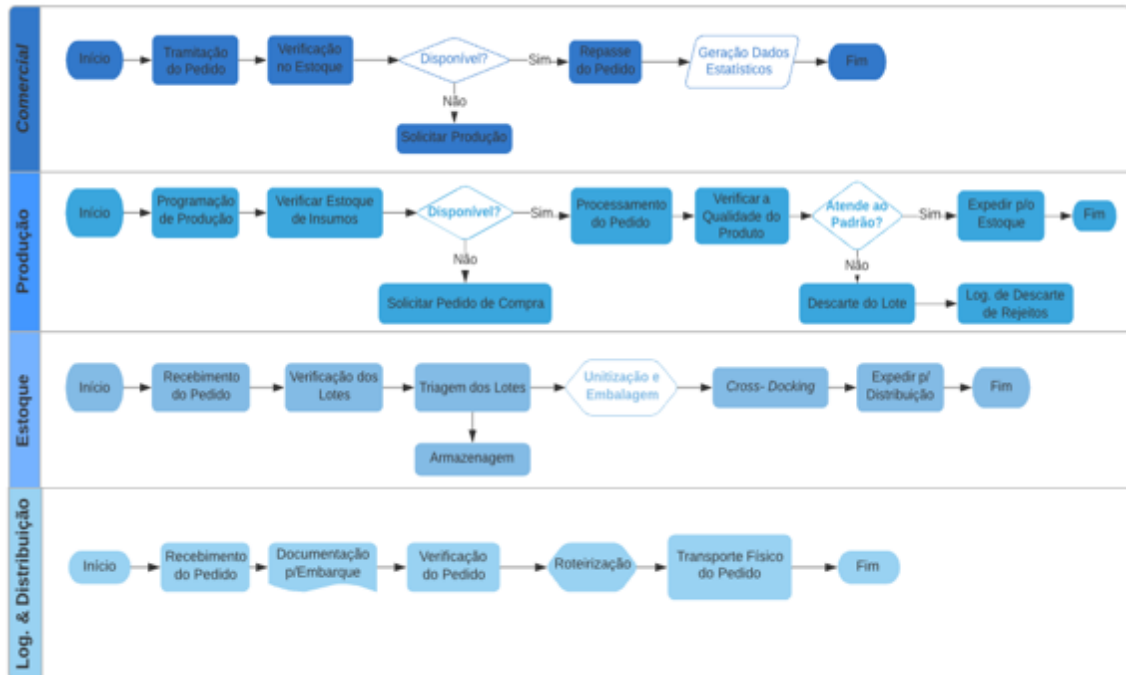 Comercial
Início
Tramitação
do Pedido
Verificação
no Estoque
Disponível?
Sim
Repasse
do Pedido
Geração Dados
Estatísticos
Fim
Não
Solicitar Produção
Produção
Início
Programação
de Produção
Verificar Estoque
de Insumos
Disponível?
Sim
Processamento
do Pedido
Verificar a
Qualidade do
Produto
Atende ao
Padrão?
Sim
Expedir p/o
Estoque
Fim
Não
Solicitar Pedido de Compra
Não
Descarte do Lote
Log. de Descarte
de Rejeitos
Estoque
Início
Recebimento
do Pedido
Verificação dos
Lotes
Triagem dos Lotes
Unitização e
Embalagem
Cross- Docking
Expedir p/
Distribuição
Fim
Armazenagem
Log. & Distribuição
Início
Recebimento
do Pedido
Documentação
p/Embarque
Verificação
do Pedido
Roteirização
Transporte Físico
do Pedido
Fim